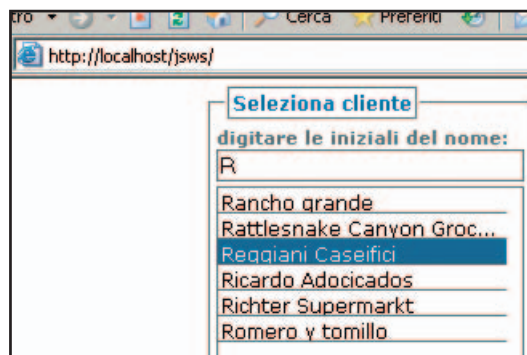 tro Cerca Preferiti
http://localhost/jsws/
Seleziona cliente
digitare le iniziali del nome:
R
Rancho grande
Rattlesnake Canyon Groc...
Reggiani Caseifici
Ricardo Adocicados
Richter Supermarkt
Romero y tomillo